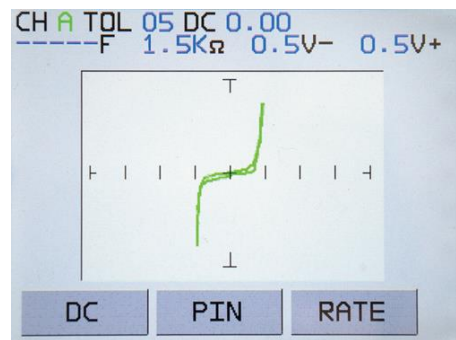 CH A TOL 05 DC 0.00
-----F 1.5KΩ 0.5V- 0.5V+
DC PIN RATE